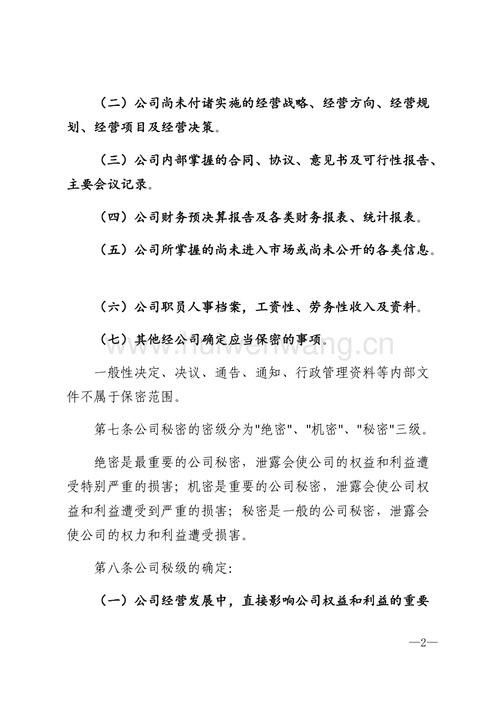 （二）公司尚未付诸实施的经营战略、经营方向、经营规
划、经营项目及经营决策。
（三）公司内部掌握的合同、协议、意见书及可行性报告、
主要会议记录。
（四）公司财务预决算报告及各类财务报表、统计报表。
（五）公司所掌握的尚未进入市场或尚未公开的各类信息。
（六）公司职员人事档案，工资性、劳务性收入及资料。
（七）其他经公司确定应当保密的事项。
www.huiwenwang.cn
一般性决定、决议、通告、通知、行政管理资料等内部文
件不属于保密范围。
第七条公司秘密的密级分为"绝密"、"机密"、"秘密"三级。
绝密是最重要的公司秘密，泄露会使公司的权益和利益遭
受特别严重的损害；机密是重要的公司秘密，泄露会使公司权
益和利益遭受到严重的损害；秘密是一般的公司秘密，泄露会
使公司的权力和利益遭受损害。
第八条公司秘级的确定：
（一）公司经营发展中，直接影响公司权益和利益的重要
—2—